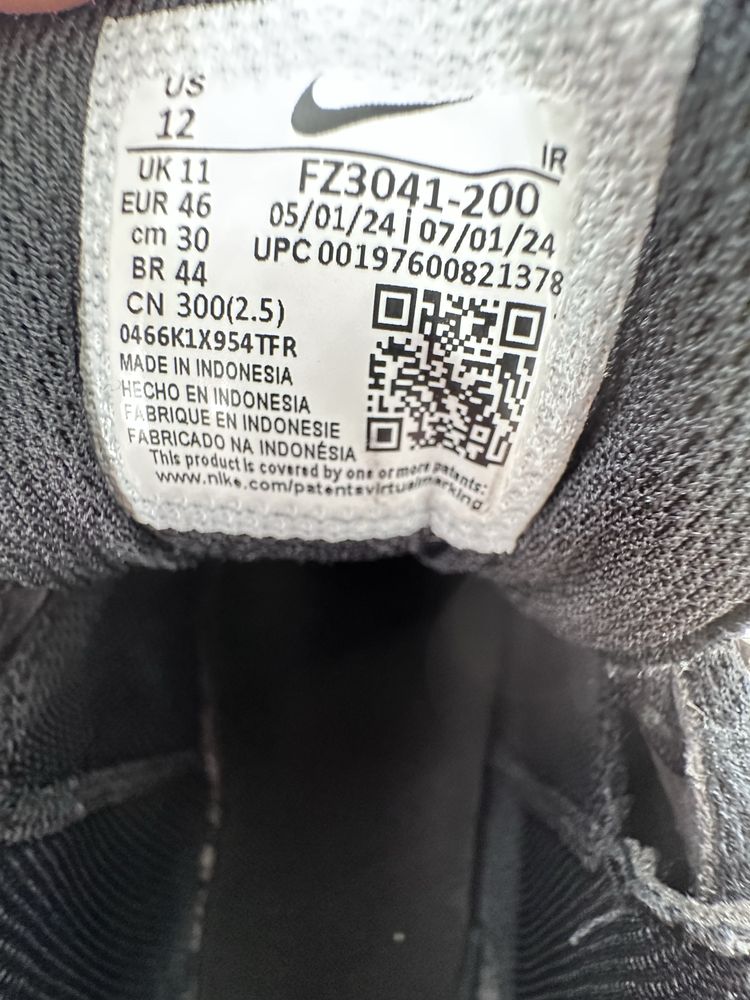 US
12
IR
UK 11
EUR 46
cm 30
BR 44
CN 300(2.5)
FZ3041-200
05/01/24 | 07/01/24
UPC 00197600821378
0466K1X954TFR
MADE IN INDONESIA
HECHO EN INDONESIA
FABRIQUE EN INDONESIE
FABRICADO NA INDONÉSIA
This product is covered by one or more patents:
www.nike.com/patentsvirtualmarking